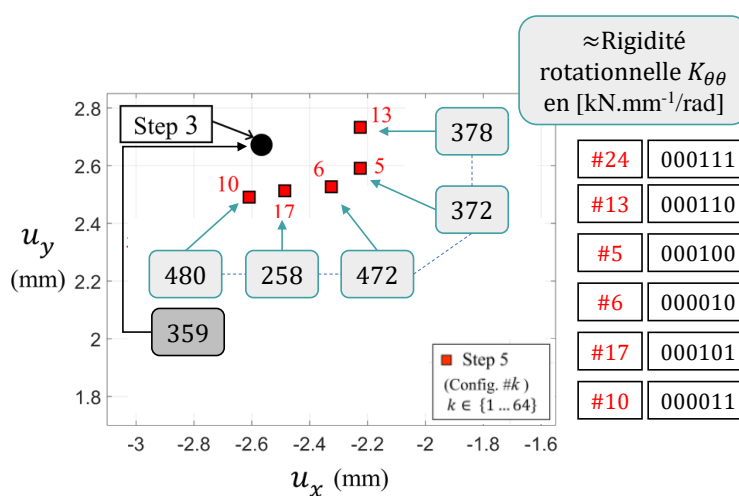 ≈Rigidité
rotationnelle K_θθ
en [kN.mm⁻¹/rad]
2.8
2.6
2.4
2.2
2
1.8
u_y
(mm)
Step 3
13
378
5
372
6
472
17
258
10
480
359
Step 5
(Config. #k )
k ∈ {1 … 64}
-3 -2.8 -2.6 -2.4 -2.2 -2 -1.8 -1.6
u_x (mm)
#24 000111
#13 000110
#5 000100
#6 000010
#17 000101
#10 000011